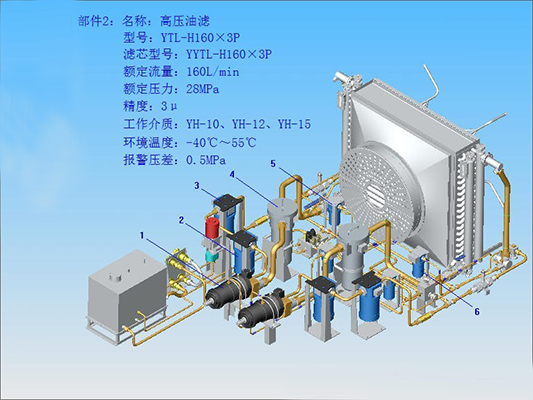 部件2：名称：高压油滤
型号：YTL-H160×3P
滤芯型号：YYTL-H160×3P
额定流量：160L/min
额定压力：28MPa
精度：3μ
工作介质：YH-10、YH-12、YH-15
环境温度：-40℃～55℃
报警压差：0.5MPa
5
4
3
2
1
6